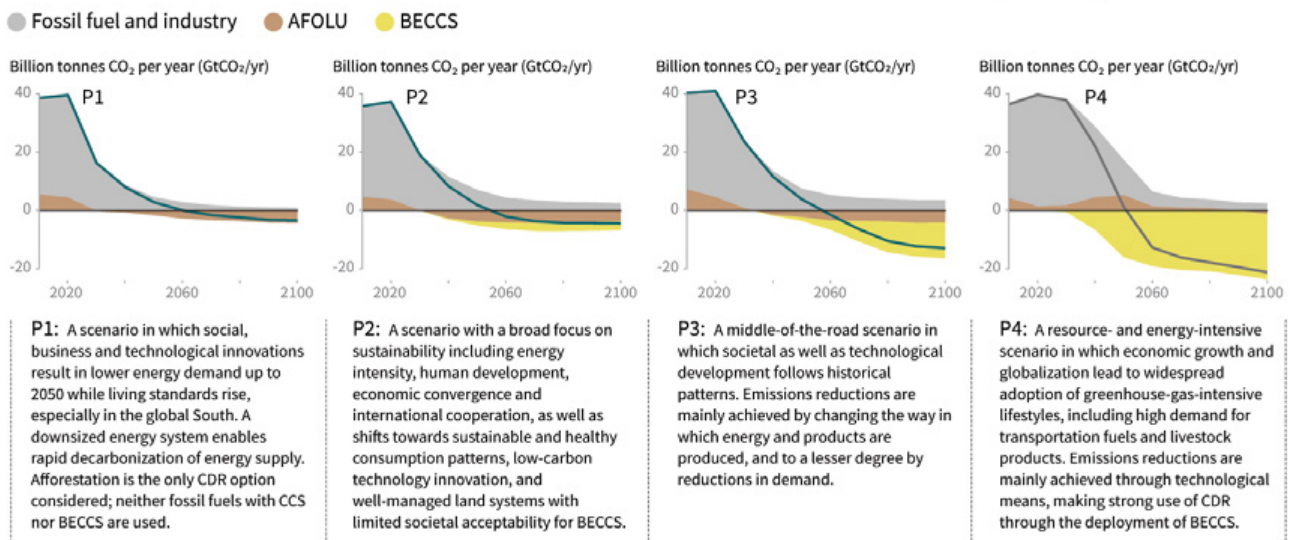 Fossil fuel and industry AFOLU BECCS
Billion tonnes CO₂ per year (GtCO₂/yr) Billion tonnes CO₂ per year (GtCO₂/yr) Billion tonnes CO₂ per year (GtCO₂/yr) Billion tonnes CO₂ per year (GtCO₂/yr)
40 P1 40 P2 40 P3 40 P4
20 20 20 20
0 0 0 0
-20 -20 -20 -20
2020 2060 2100 2020 2060 2100 2020 2060 2100 2020 2060 2100
P1: A scenario in which social,
business and technological innovations
result in lower energy demand up to
2050 while living standards rise,
especially in the global South. A
downsized energy system enables
rapid decarbonization of energy supply.
Afforestation is the only CDR option
considered; neither fossil fuels with CCS
nor BECCS are used.
P2: A scenario with a broad focus on
sustainability including energy
intensity, human development,
economic convergence and
international cooperation, as well as
shifts towards sustainable and healthy
consumption patterns, low-carbon
technology innovation, and
well-managed land systems with
limited societal acceptability for BECCS.
P3: A middle-of-the-road scenario in
which societal as well as technological
development follows historical
patterns. Emissions reductions are
mainly achieved by changing the way in
which energy and products are
produced, and to a lesser degree by
reductions in demand.
P4: A resource- and energy-intensive
scenario in which economic growth and
globalization lead to widespread
adoption of greenhouse-gas-intensive
lifestyles, including high demand for
transportation fuels and livestock
products. Emissions reductions are
mainly achieved through technological
means, making strong use of CDR
through the deployment of BECCS.